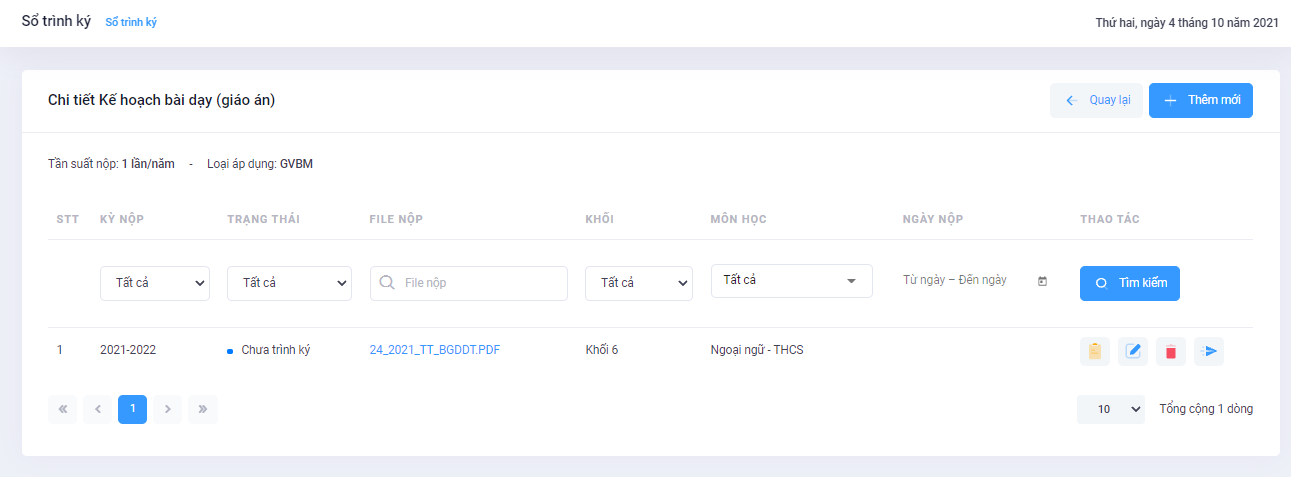 Sổ trình ký Sổ trình ký Thứ hai, ngày 4 tháng 10 năm 2021
Chi tiết Kế hoạch bài dạy (giáo án) Quay lại Thêm mới
Tần suất nộp: 1 lần/năm - Loại áp dụng: GVBM
STT KỲ NỘP TRẠNG THÁI FILE NỘP KHỐI MÔN HỌC NGÀY NỘP THAO TÁC
Tất cả Tất cả File nộp Tất cả Tất cả Từ ngày – Đến ngày Tìm kiếm
1 2021-2022 Chưa trình ký 24_2021_TT_BGDDT.PDF Khối 6 Ngoại ngữ - THCS
« ‹ 1 › » 10 Tổng cộng 1 dòng